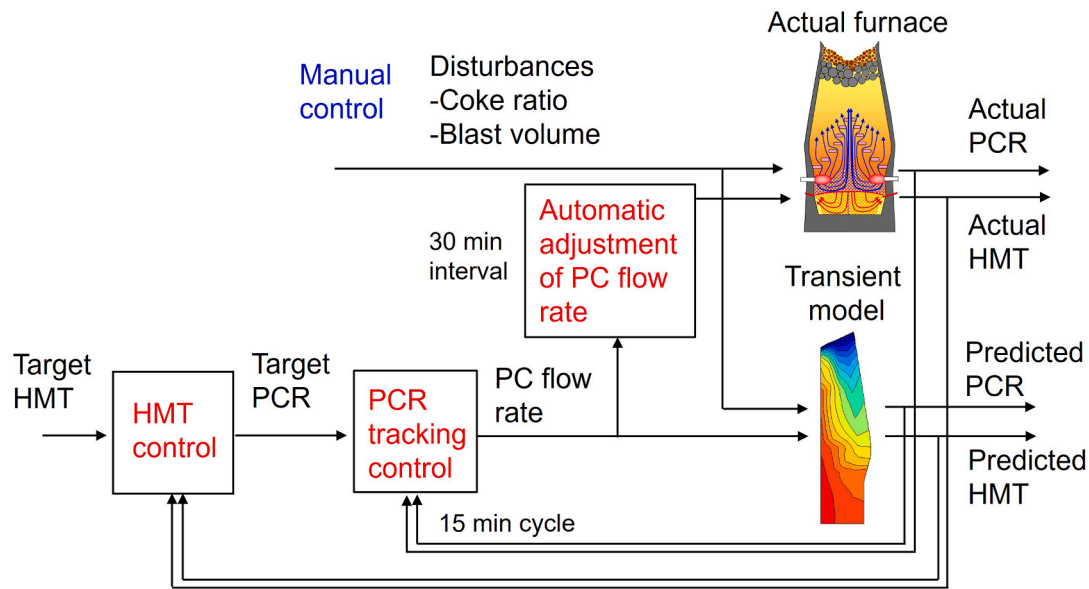 Actual furnace
Manual
control
Disturbances
-Coke ratio
-Blast volume
Actual
PCR
Actual
HMT
30 min
interval
Automatic
adjustment
of PC flow
rate
Transient
model
Target
HMT
HMT
control
Target
PCR
PCR
tracking
control
PC flow
rate
Predicted
PCR
Predicted
HMT
15 min cycle